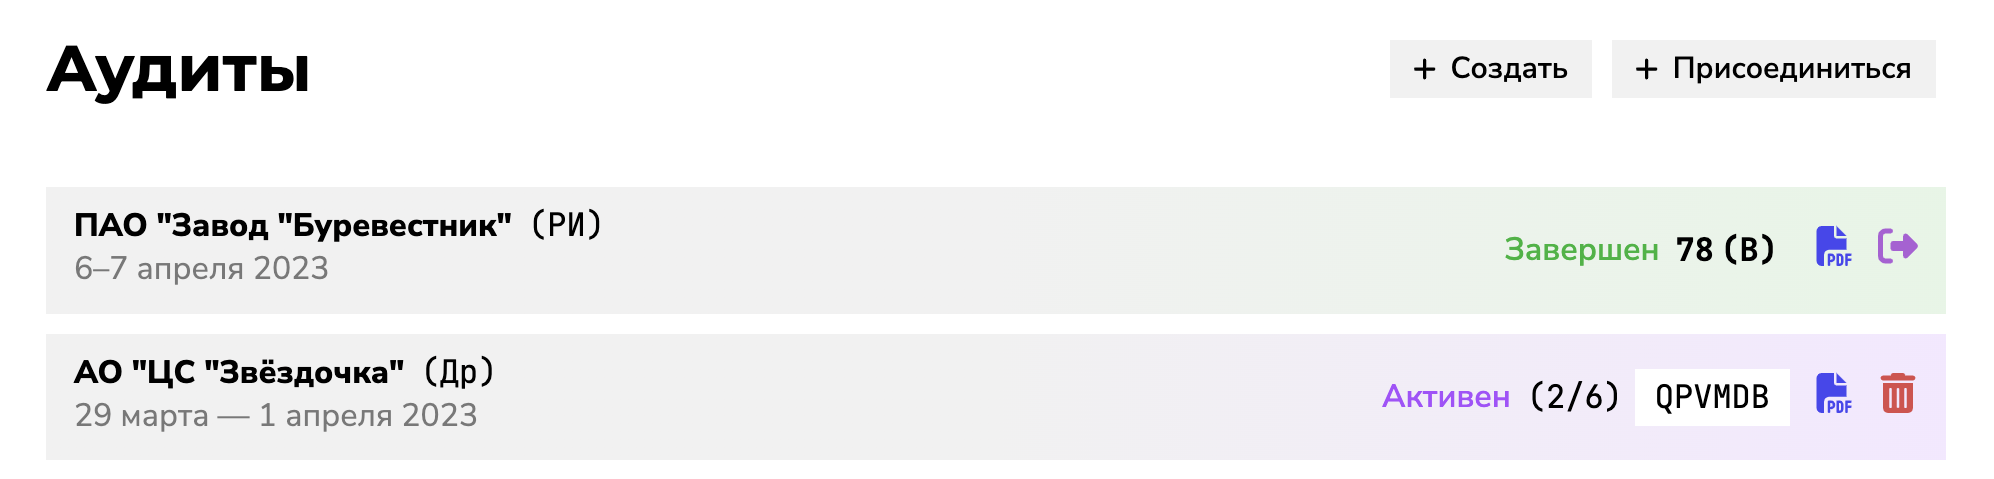 Аудиты
+ Создать
+ Присоединиться
ПАО "Завод "Буревестник" (РИ)
6–7 апреля 2023
Завершен 78 (B)
PDF
АО "ЦС "Звёздочка" (Др)
29 марта — 1 апреля 2023
Активен (2/6) QPVMDB
PDF